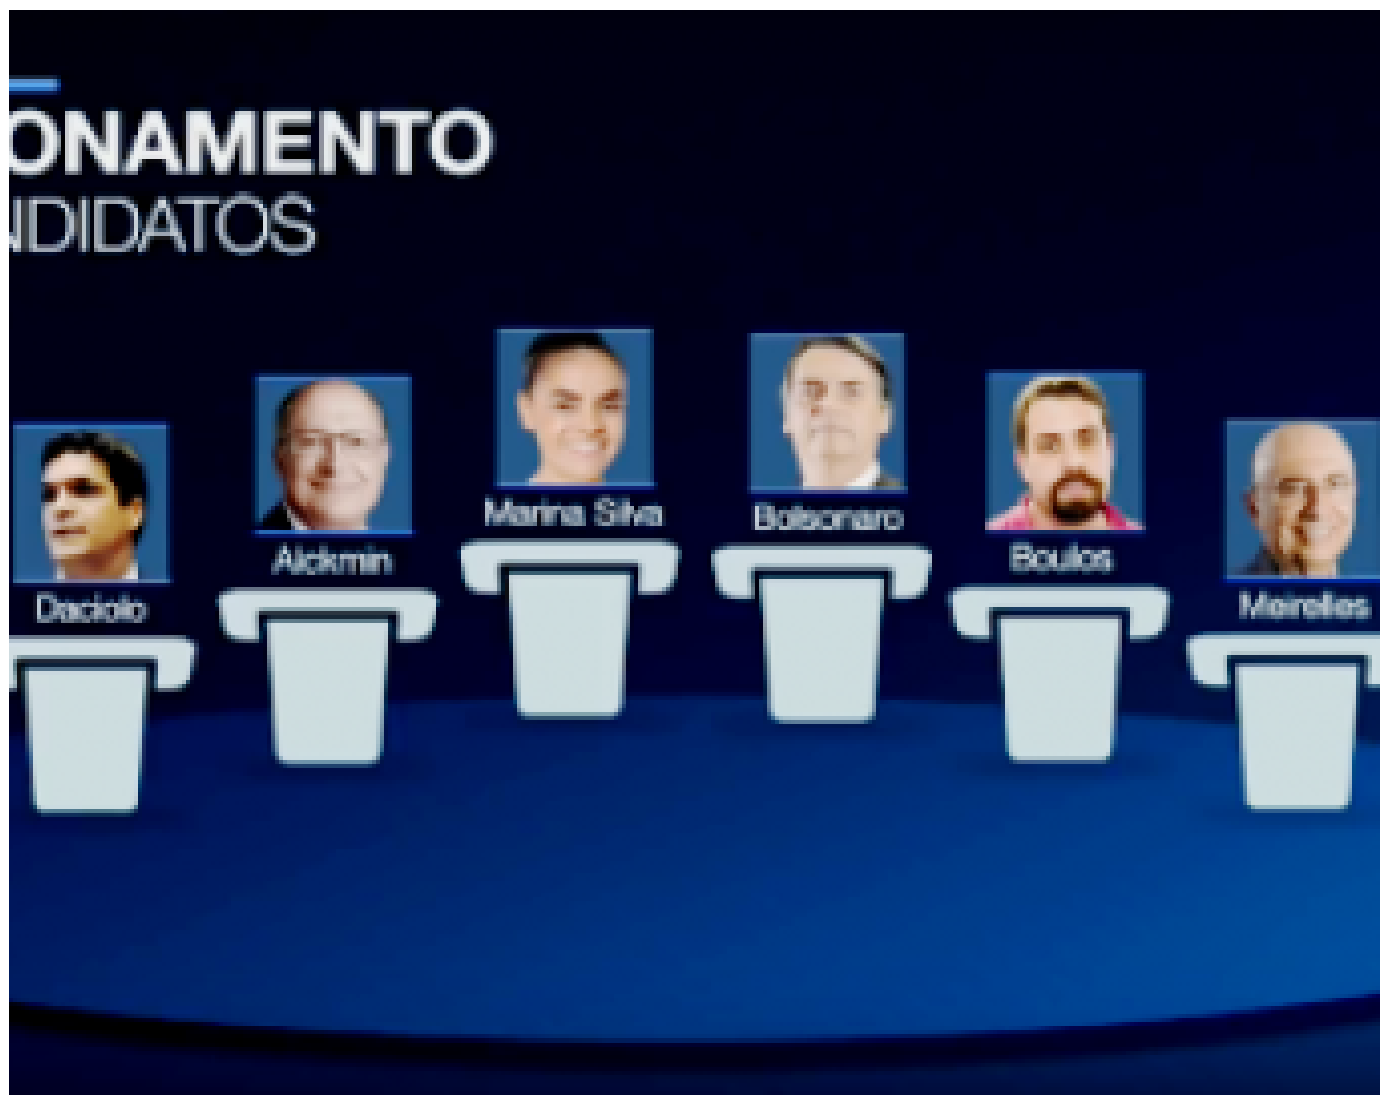 ONAMENTO
NDIDATOS
Marina Silva
Bolsonaro
Alckmin
Boulos
Daciolo
Meirelles